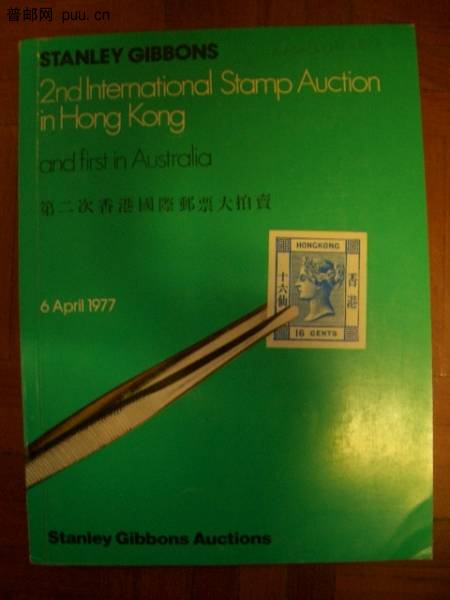 普邮网 puu.cn
STANLEY GIBBONS
2nd International Stamp Auction
in Hong Kong
and first in Australia
第二次香港國際郵票大拍賣
HONGKONG
十六仙
香港
16 CENTS
6 April 1977
Stanley Gibbons Auctions